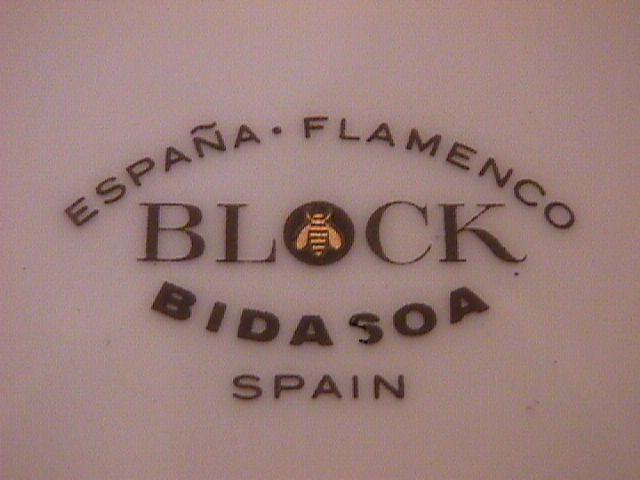 ESPAÑA · FLAMENCO
BLOCK
BIDASOA
SPAIN